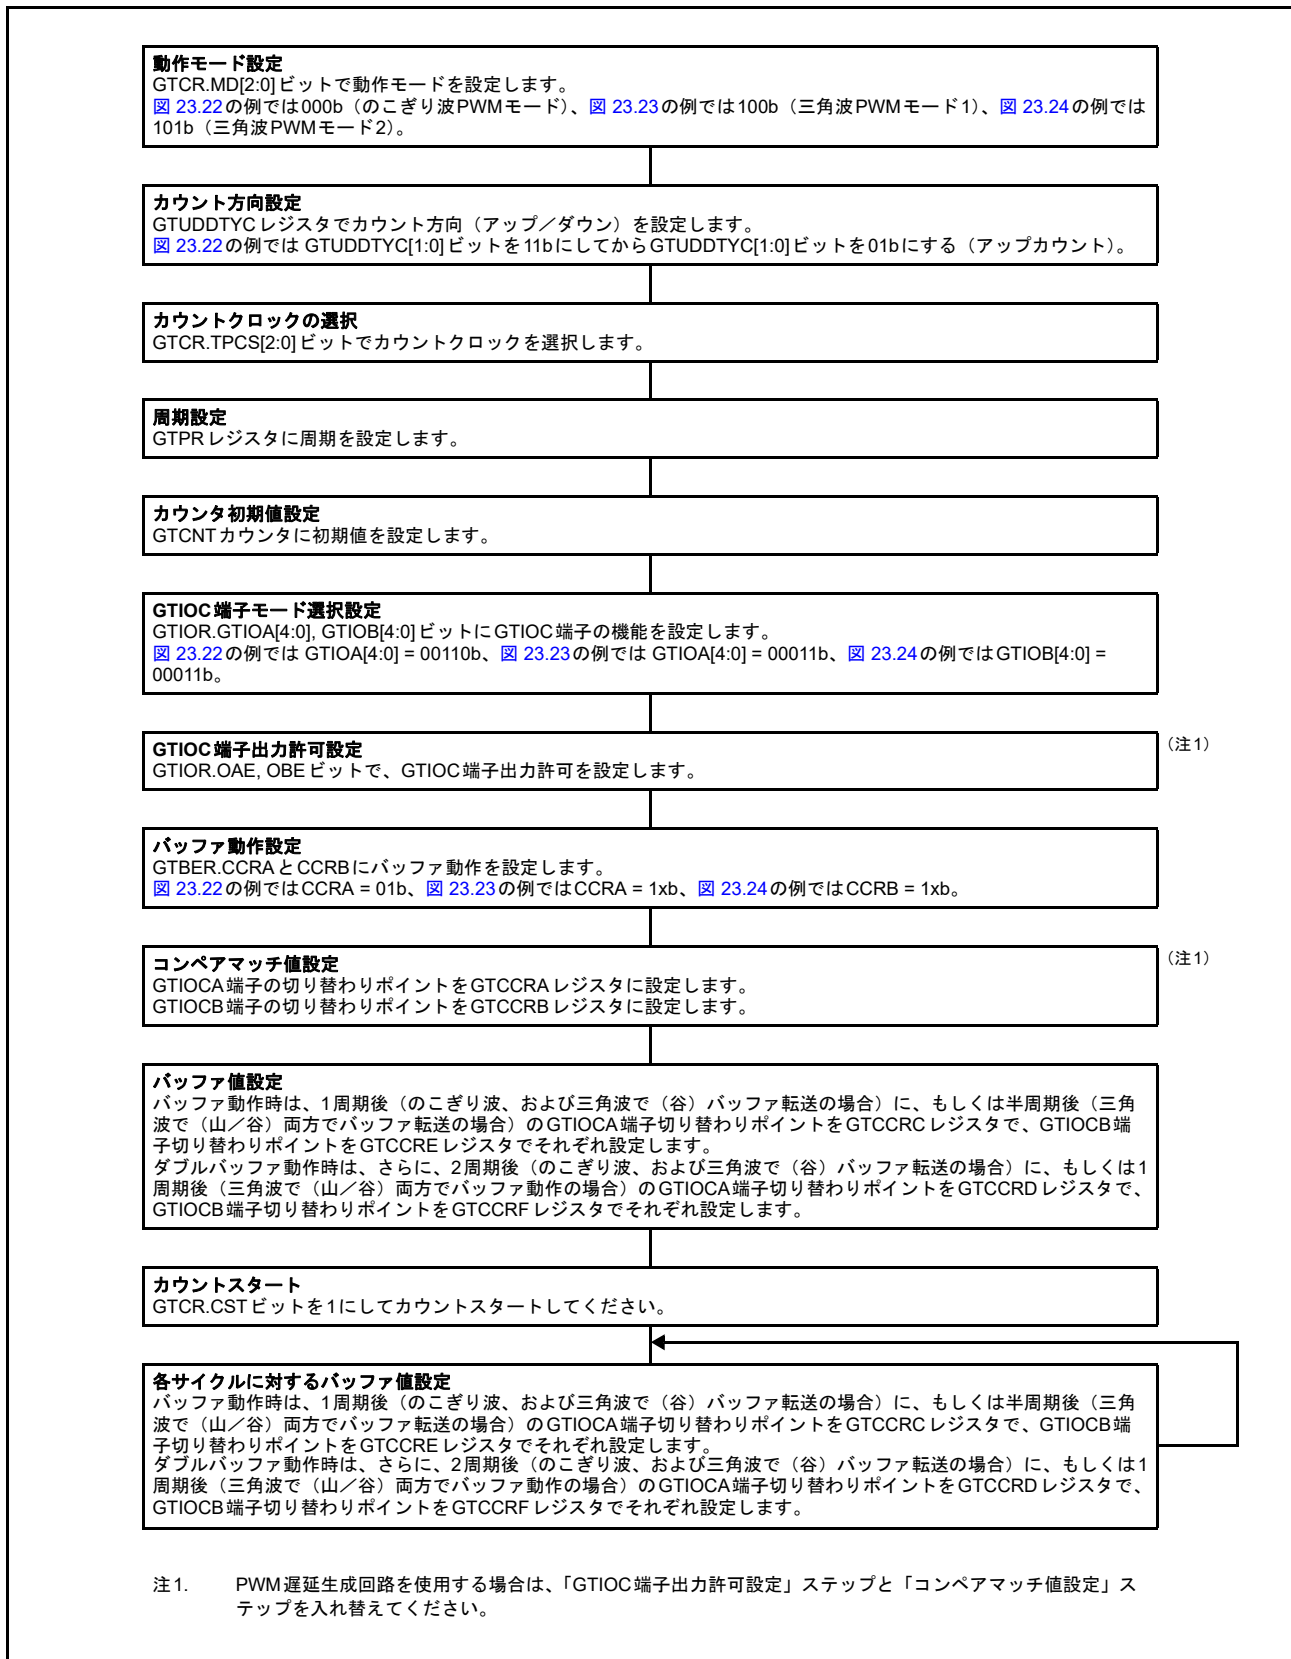 動作モード設定
GTCR.MD[2:0]ビットで動作モードを設定します。
図 23.22の例では000b（のこぎり波PWMモード）、図 23.23の例では100b（三角波PWMモード1）、図 23.24の例では
101b（三角波PWMモード2）。
カウント方向設定
GTUDDTYCレジスタでカウント方向（アップ／ダウン）を設定します。
図 23.22の例では GTUDDTYC[1:0]ビットを11bにしてからGTUDDTYC[1:0]ビットを01bにする（アップカウント）。
カウントクロックの選択
GTCR.TPCS[2:0]ビットでカウントクロックを選択します。
周期設定
GTPRレジスタに周期を設定します。
カウンタ初期値設定
GTCNTカウンタに初期値を設定します。
GTIOC端子モード選択設定
GTIOR.GTIOA[4:0], GTIOB[4:0]ビットにGTIOC端子の機能を設定します。
図 23.22の例では GTIOA[4:0] = 00110b、図 23.23の例では GTIOA[4:0] = 00011b、図 23.24の例ではGTIOB[4:0] =
00011b。
GTIOC端子出力許可設定
（注1）
GTIOR.OAE, OBEビットで、GTIOC端子出力許可を設定します。
バッファ動作設定
GTBER.CCRAとCCRBにバッファ動作を設定します。
図 23.22の例ではCCRA = 01b、図 23.23の例ではCCRA = 1xb、図 23.24の例ではCCRB = 1xb。
コンペアマッチ値設定
（注1）
GTIOCA端子の切り替わりポイントをGTCCRAレジスタに設定します。
GTIOCB端子の切り替わりポイントをGTCCRBレジスタに設定します。
バッファ値設定
バッファ動作時は、1周期後（のこぎり波、および三角波で（谷）バッファ転送の場合）に、もしくは半周期後（三角
波で（山／谷）両方でバッファ転送の場合）のGTIOCA端子切り替わりポイントをGTCCRCレジスタで、GTIOCB端
子切り替わりポイントをGTCCREレジスタでそれぞれ設定します。
ダブルバッファ動作時は、さらに、2周期後（のこぎり波、および三角波で（谷）バッファ転送の場合）に、もしくは1
周期後（三角波で（山／谷）両方でバッファ動作の場合）のGTIOCA端子切り替わりポイントをGTCCRDレジスタで、
GTIOCB端子切り替わりポイントをGTCCRFレジスタでそれぞれ設定します。
カウントスタート
GTCR.CSTビットを1にしてカウントスタートしてください。
各サイクルに対するバッファ値設定
バッファ動作時は、1周期後（のこぎり波、および三角波で（谷）バッファ転送の場合）に、もしくは半周期後（三角
波で（山／谷）両方でバッファ転送の場合）のGTIOCA端子切り替わりポイントをGTCCRCレジスタで、GTIOCB端
子切り替わりポイントをGTCCREレジスタでそれぞれ設定します。
ダブルバッファ動作時は、さらに、2周期後（のこぎり波、および三角波で（谷）バッファ転送の場合）に、もしくは1
周期後（三角波で（山／谷）両方でバッファ動作の場合）のGTIOCA端子切り替わりポイントをGTCCRDレジスタで、
GTIOCB端子切り替わりポイントをGTCCRFレジスタでそれぞれ設定します。
注1. PWM遅延生成回路を使用する場合は、「GTIOC端子出力許可設定」ステップと「コンペアマッチ値設定」ス
テップを入れ替えてください。